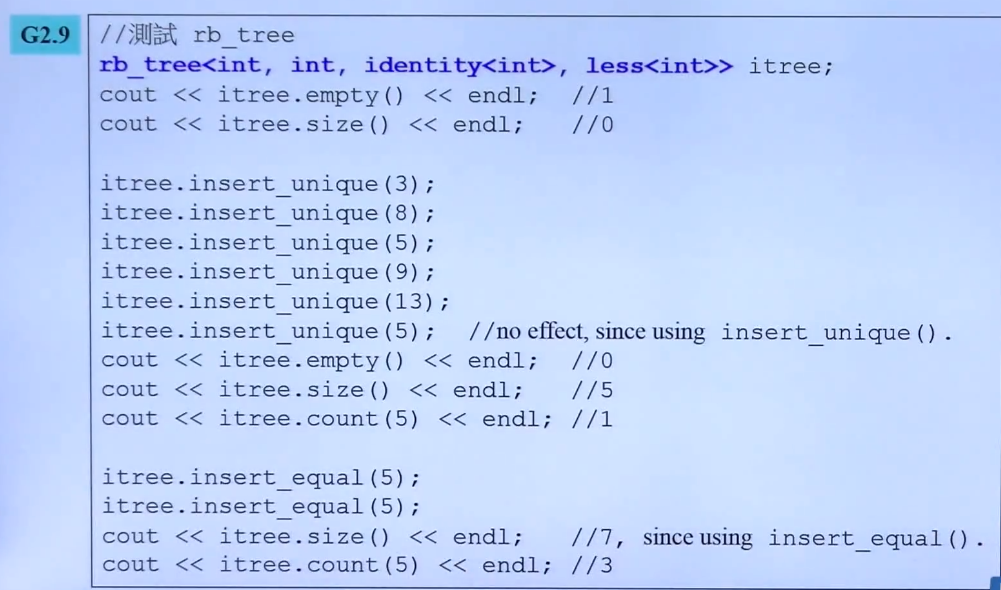 G2.9
//測試 rb_tree
rb_tree<int, int, identity<int>, less<int>> itree;
cout << itree.empty() << endl; //1
cout << itree.size() << endl; //0
itree.insert_unique(3);
itree.insert_unique(8);
itree.insert_unique(5);
itree.insert_unique(9);
itree.insert_unique(13);
itree.insert_unique(5); //no effect, since using insert_unique().
cout << itree.empty() << endl; //0
cout << itree.size() << endl; //5
cout << itree.count(5) << endl; //1
itree.insert_equal(5);
itree.insert_equal(5);
cout << itree.size() << endl; //7, since using insert_equal().
cout << itree.count(5) << endl; //3